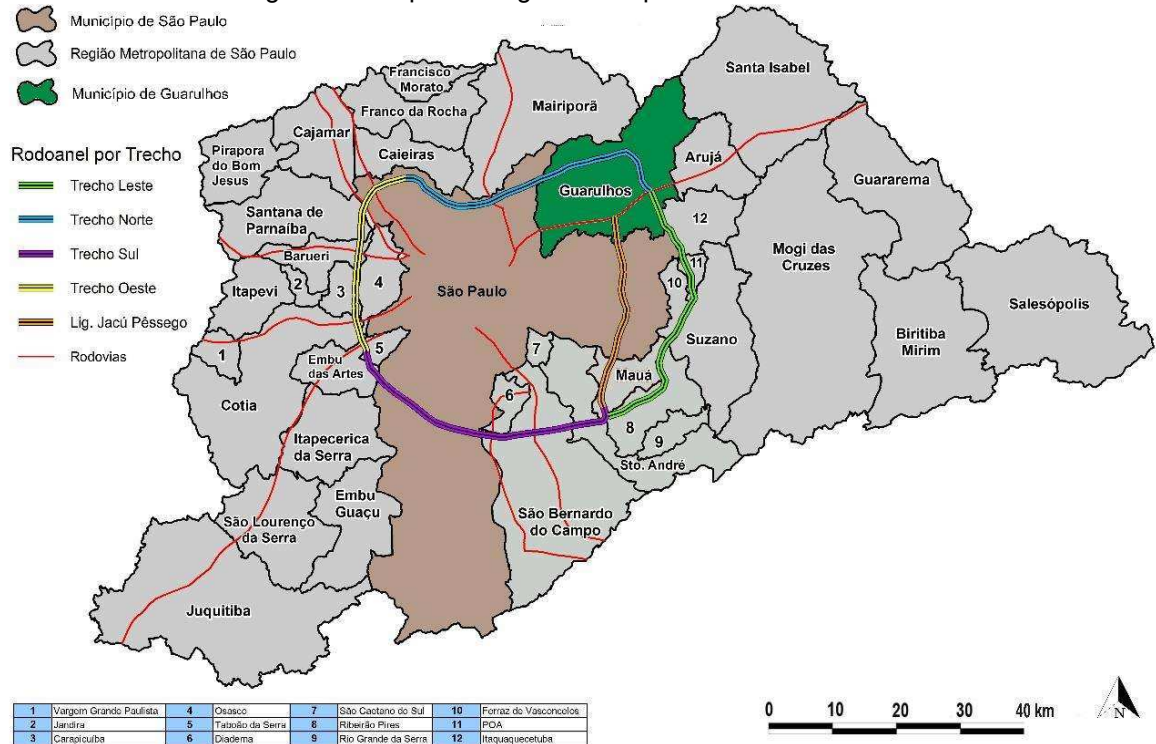 Município de São Paulo
Região Metropolitana de São Paulo
Município de Guarulhos
Rodoanel por Trecho
Trecho Leste
Trecho Norte
Trecho Sul
Trecho Oeste
Lig. Jacú Pêssego
Rodovias
Santa Isabel
Francisco
Morato
Franco da Rocha
Mairiporã
Cajamar
Caieiras
Pirapora
do Bom
Jesus
Arujá
Guararema
Guarulhos
Santana de
Parnaíba
12
Barueri
Mogi das
Cruzes
11
10
Itapevi
2
3
4
São Paulo
Salesópolis
Biritiba
Mirim
Suzano
1
5
7
Embu
das Artes
Mauá
6
Cotia
8
9
Itapecerica
da Serra
Sto. André
Embu
Guaçu
São Bernardo
do Campo
São Lourenço
da Serra
Juquitiba
1 Vargem Grande Paulista 4 Osasco 7 São Caetano do Sul 10 Ferraz de Vasconcelos
2 Jandira 5 Taboão da Serra 8 Ribeirão Pires 11 POA
3 Carapicuíba 6 Diadema 9 Rio Grande da Serra 12 Itaquaquecetuba
0 10 20 30 40 km
N